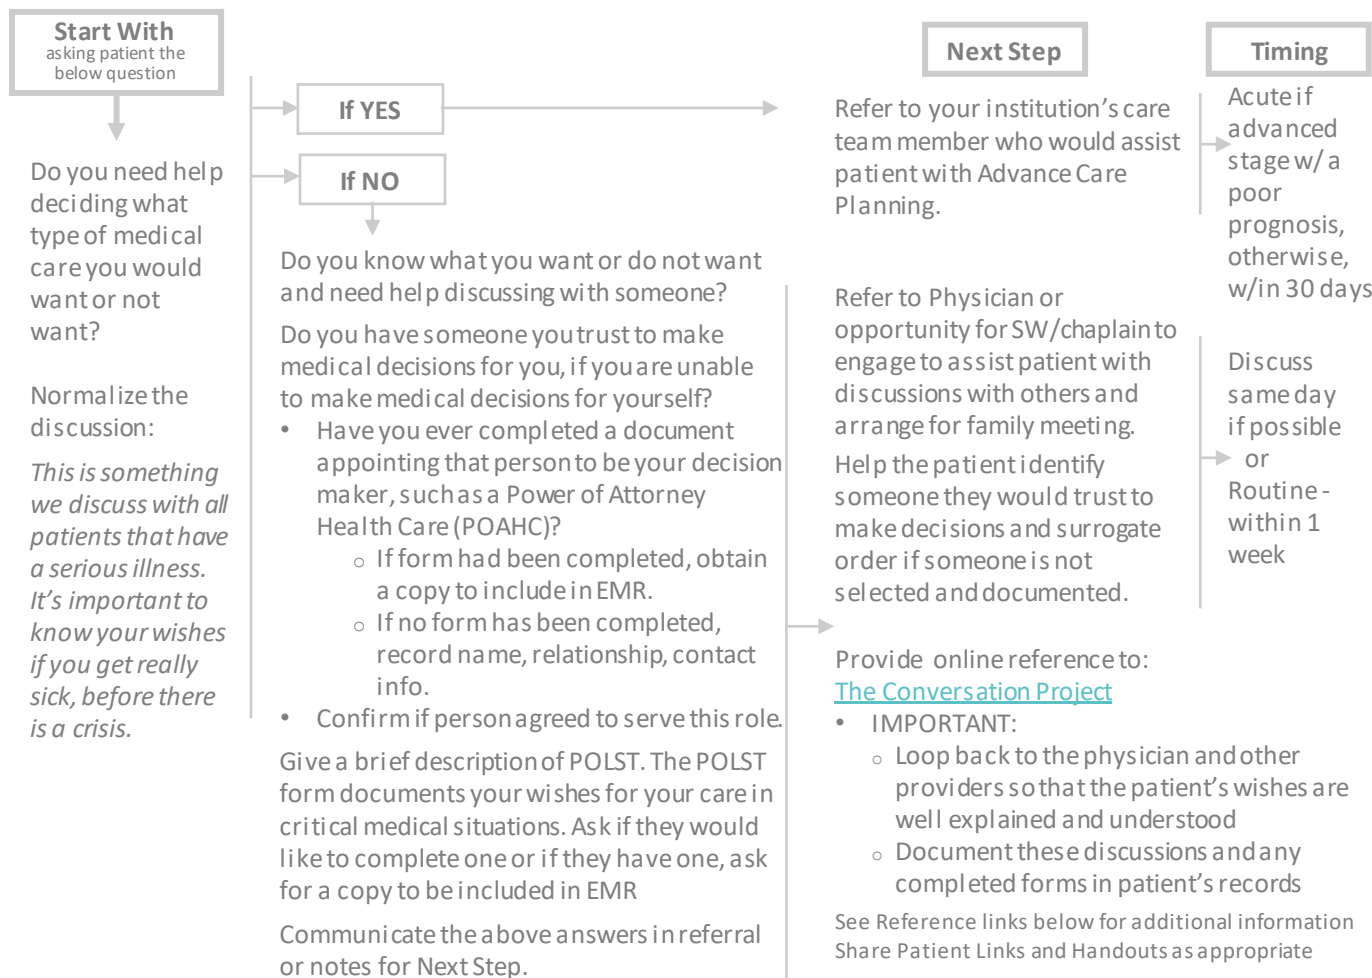 Start With
asking patient the
below question
Do you need help
deciding what
type of medical
care you would
want or not
want?
Normalize the
discussion:
This is something
we discuss with all
patients that have
a serious illness.
It's important to
know your wishes
if you get really
sick, before there
is a crisis.
If YES
If NO
Do you know what you want or do not want
and need help discussing with someone?
Do you have someone you trust to make
medical decisions for you, if you are unable
to make medical decisions for yourself?
• Have you ever completed a document
appointing that person to be your decision
maker, such as a Power of Attorney
Health Care (POAHC)?
o If form had been completed, obtain
a copy to include in EMR.
o If no form has been completed,
record name, relationship, contact
info.
• Confirm if person agreed to serve this role.
Give a brief description of POLST. The POLST
form documents your wishes for your care in
critical medical situations. Ask if they would
like to complete one or if they have one, ask
for a copy to be included in EMR
Communicate the above answers in referral
or notes for Next Step.
Next Step
Refer to your institution's care
team member who would assist
patient with Advance Care
Planning.
Refer to Physician or
opportunity for SW/chaplain to
engage to assist patient with
discussions with others and
arrange for family meeting.
Help the patient identify
someone they would trust to
make decisions and surrogate
order if someone is not
selected and documented.
Provide online reference to:
The Conversation Project
• IMPORTANT:
o Loop back to the physician and other
providers so that the patient's wishes are
well explained and understood
o Document these discussions and any
completed forms in patient's records
See Reference links below for additional information
Share Patient Links and Handouts as appropriate
Timing
Acute if
advanced
stage w/ a
poor
prognosis,
otherwise,
w/in 30 days
Discuss
same day
if possible
or
Routine -
within 1
week